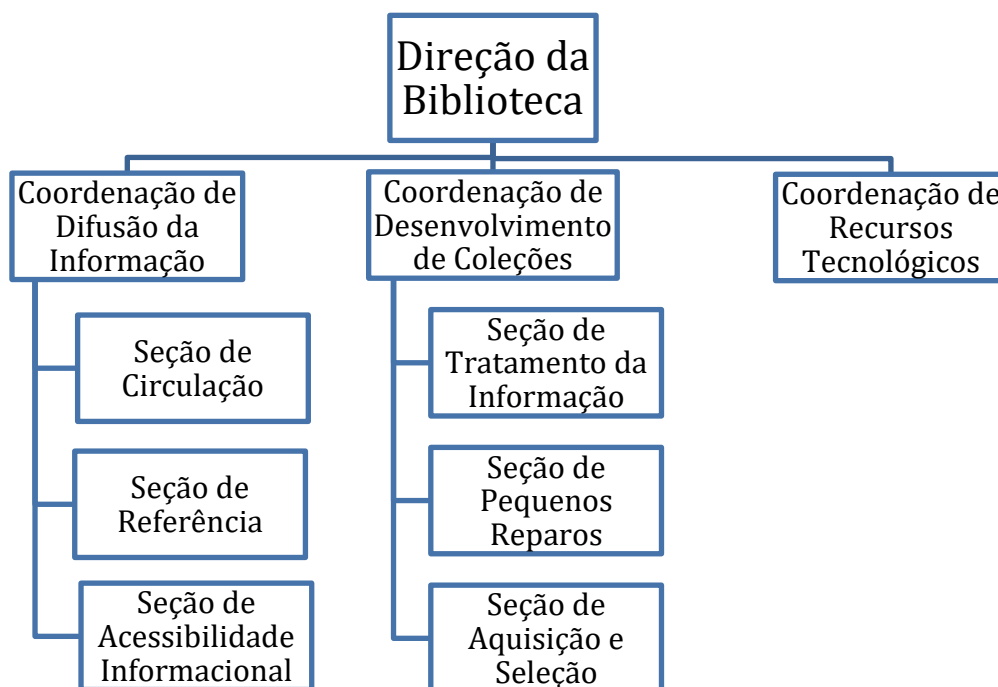 Direção da
Biblioteca
Coordenação de
Difusão da
Informação
Coordenação de
Desenvolvimento
de Coleções
Coordenação de
Recursos
Tecnológicos
Seção de
Circulação
Seção de
Referência
Seção de
Acessibilidade
Informacional
Seção de
Tratamento da
Informação
Seção de
Pequenos
Reparos
Seção de
Aquisição e
Seleção